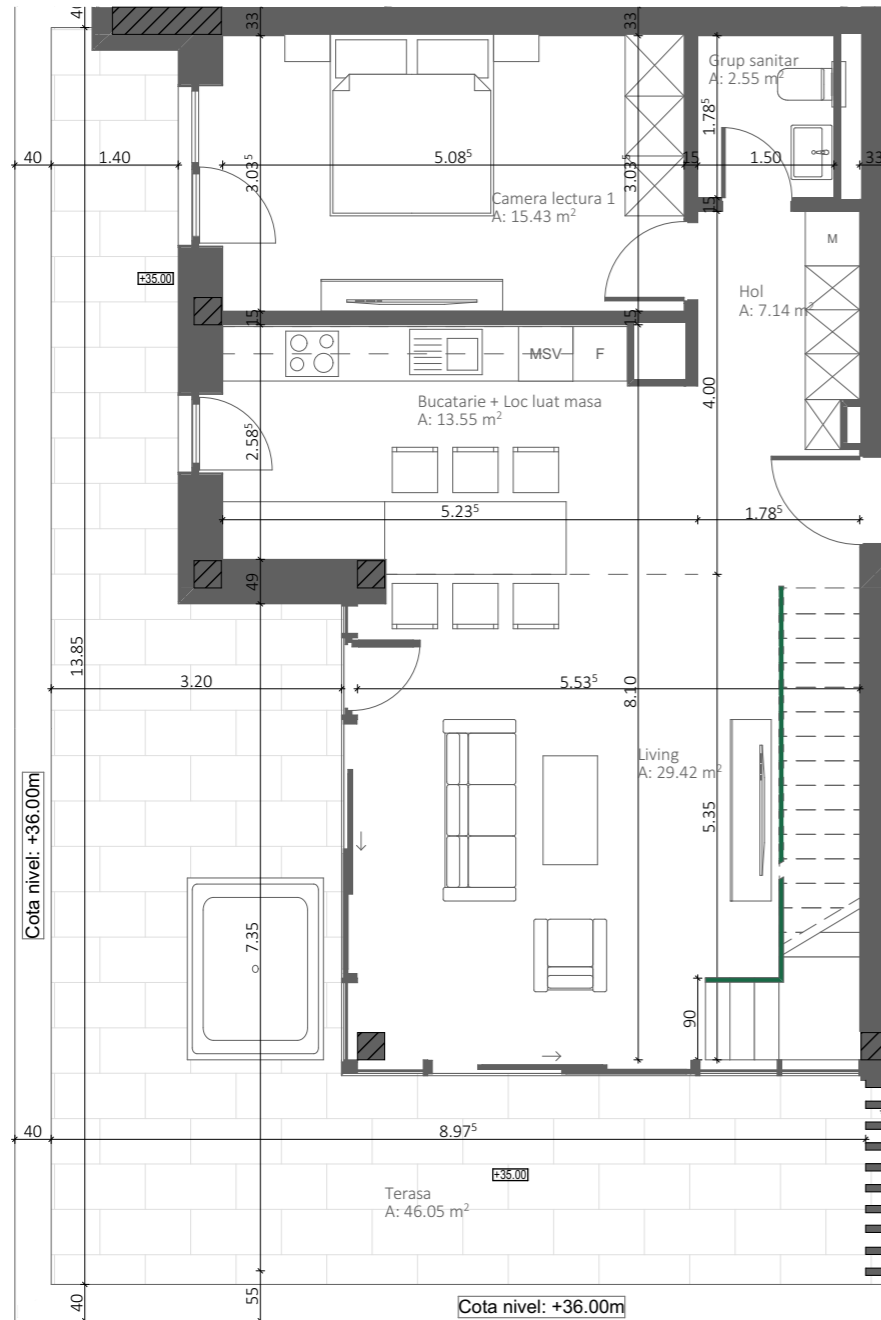 40
33
33
Grup sanitar
A: 2.55 m²
1.78⁵
40
1.40
3.03⁵
5.08⁵
3.03⁵
15
1.50
33
Camera lectura 1
A: 15.43 m²
15
M
+35.00
Hol
A: 7.14 m²
15
15
MSV
F
4.00
Bucatarie + Loc luat masa
A: 13.55 m²
2.58⁵
5.23⁵
1.78⁵
49
13.85
3.20
5.53⁵
8.10
Living
A: 29.42 m²
5.35
Cota nivel: +36.00m
7.35
90
40
8.97⁵
+35.00
Terasa
A: 46.05 m²
40
55
Cota nivel: +36.00m